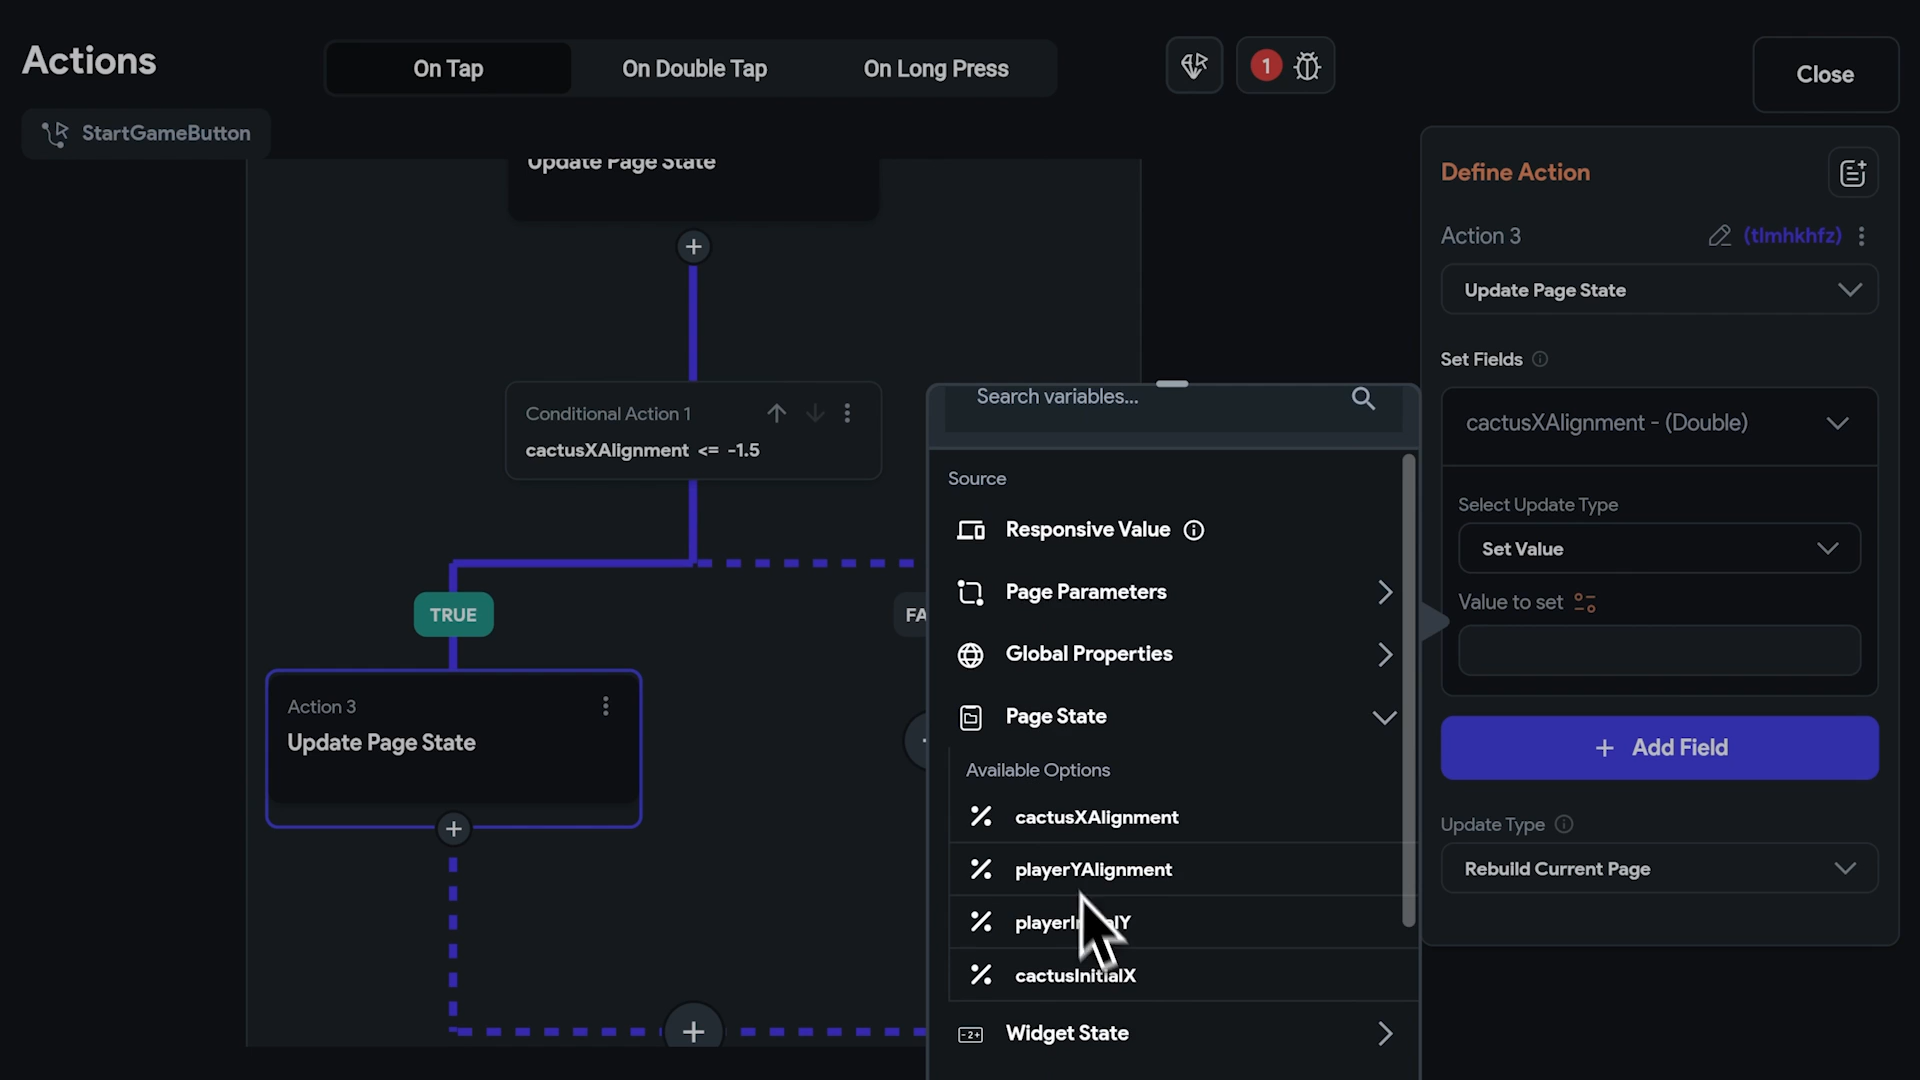 Actions
On Tap
On Double Tap
On Long Press
1
Close
StartGameButton
Update Page State
Conditional Action 1
cactusXAlignment <= -1.5
TRUE
FA
Action 3
Update Page State
Search variables...
Source
Responsive Value
Page Parameters
Global Properties
Page State
Available Options
cactusXAlignment
playerYAlignment
cactusInitialX
Widget State
Define Action
Action 3
(tlmhkhfz)
Update Page State
Set Fields
cactusXAlignment - (Double)
Select Update Type
Set Value
Value to set
+ Add Field
Update Type
Rebuild Current Page